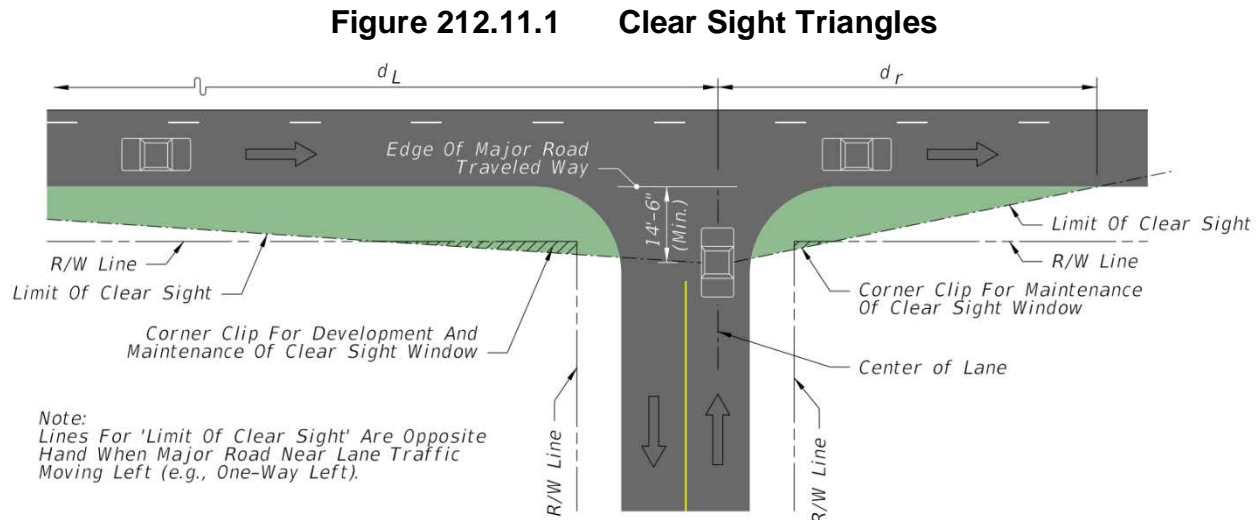 Figure 212.11.1 Clear Sight Triangles
d L
d r
Edge Of Major Road
Traveled Way
14'-6"
(Min.)
Limit Of Clear Sight
R/W Line
R/W Line
Limit Of Clear Sight
Corner Clip For Maintenance
Of Clear Sight Window
Corner Clip For Development And
Maintenance Of Clear Sight Window
Center of Lane
Note:
Lines For 'Limit Of Clear Sight' Are Opposite
Hand When Major Road Near Lane Traffic
Moving Left (e.g., One-Way Left).
R/W Line
R/W Line